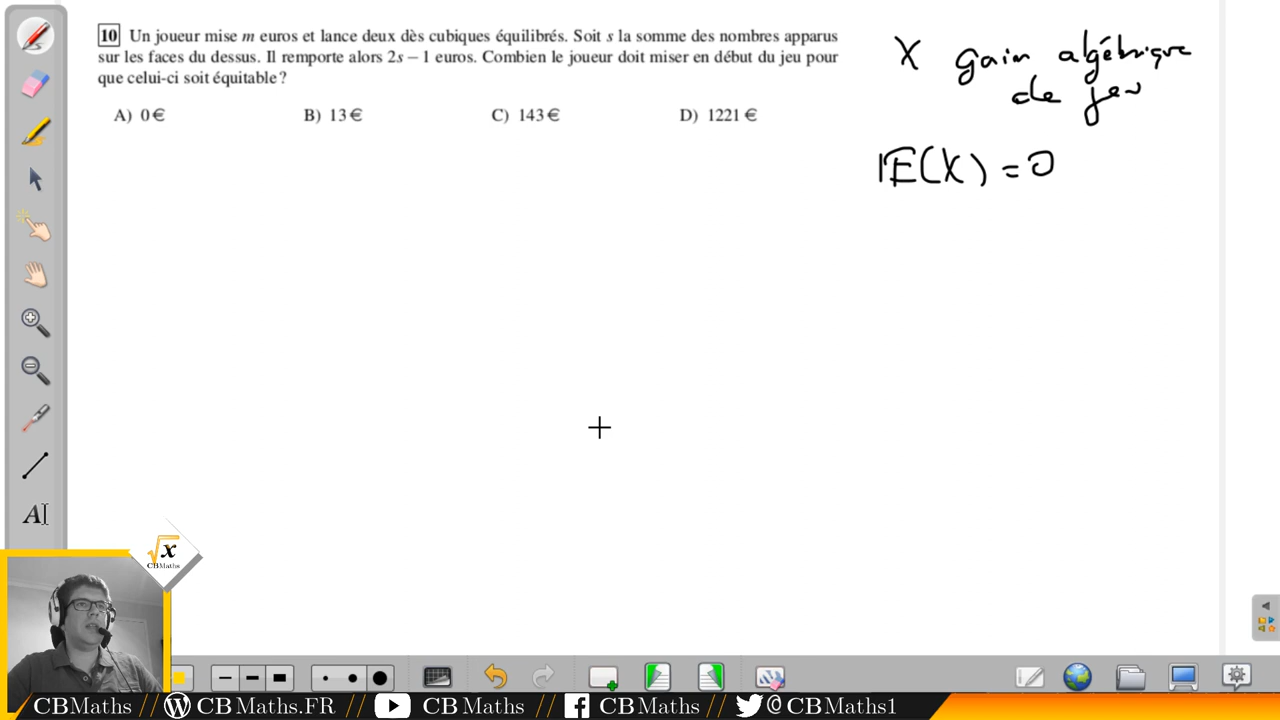 10 Un joueur mise m euros et lance deux dès cubiques équilibrés. Soit s la somme des nombres apparus
sur les faces du dessus. Il remporte alors 2s − 1 euros. Combien le joueur doit miser en début du jeu pour
que celui-ci soit équitable ?
A) 0 € B) 13 € C) 143 € D) 1221 €
X gain algébrique
de jeu
E(X) = 0
A
√x
CBMaths
CBMaths // CBMaths.FR // CBMaths // CBMaths // @CBMaths1